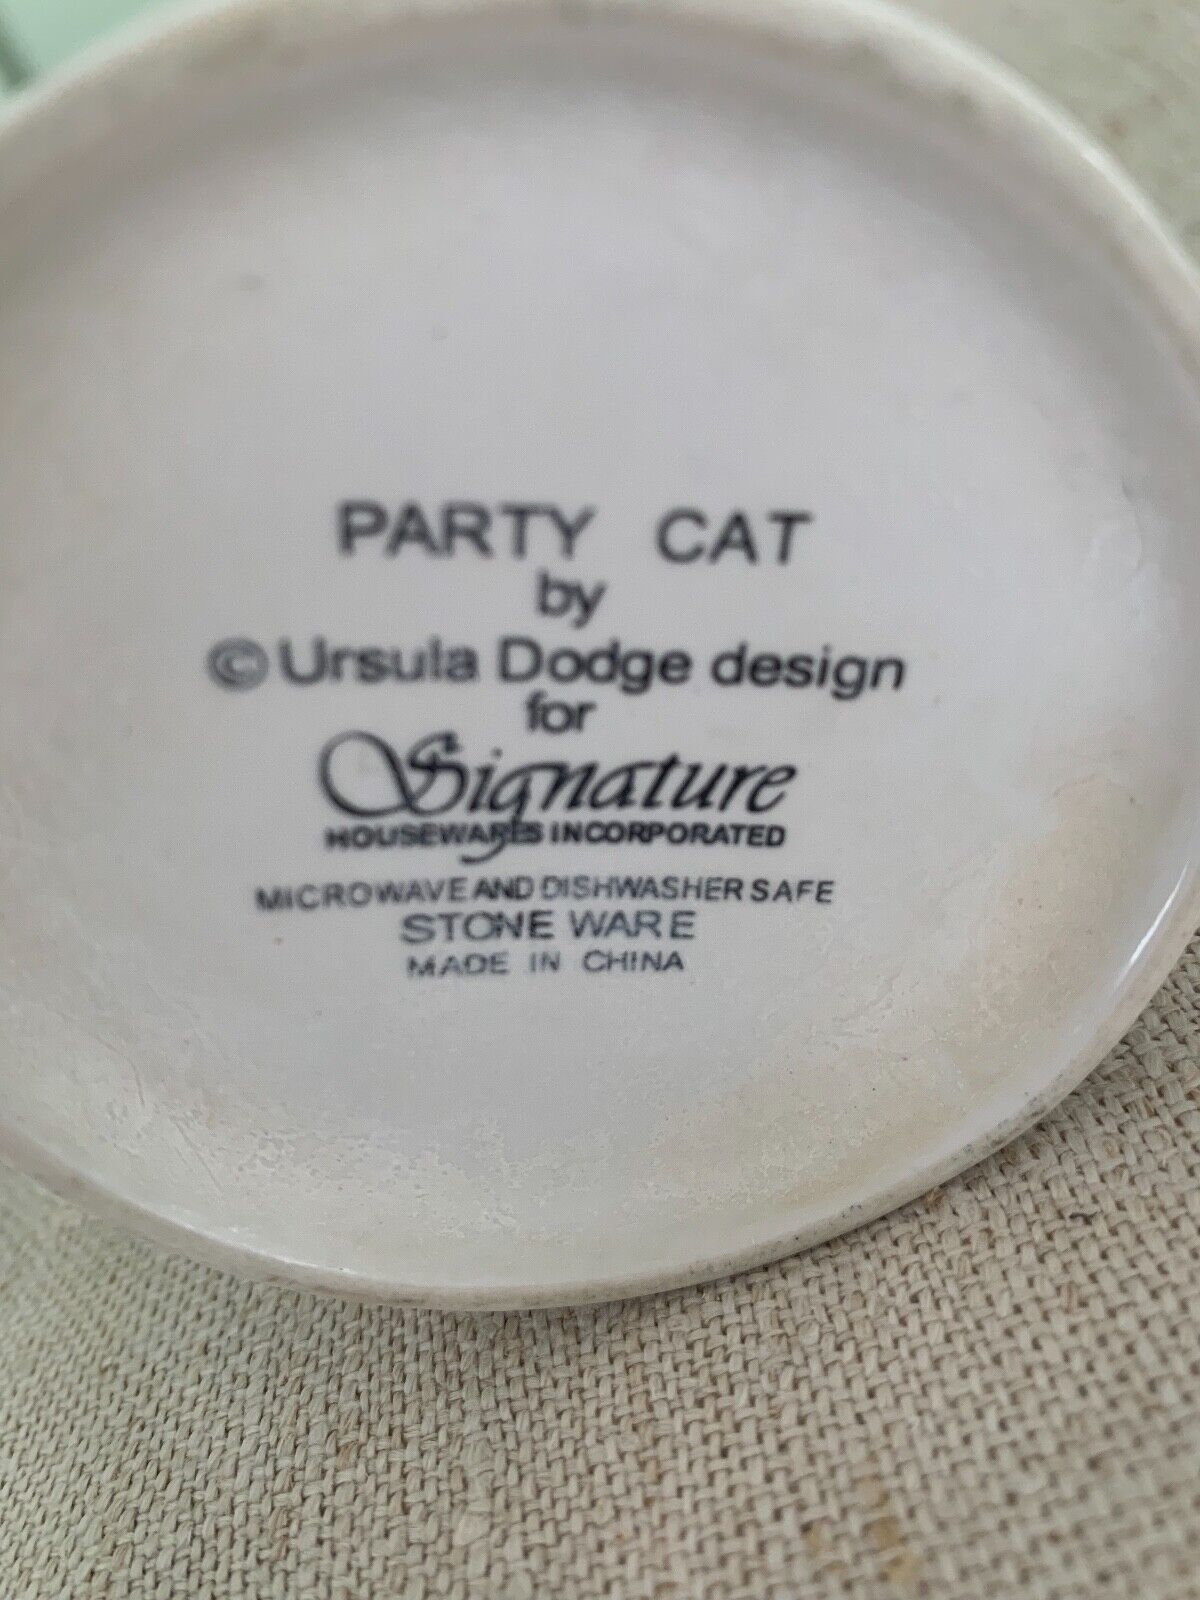 PARTY CAT
by
© Ursula Dodge design
for
Signature
HOUSEWARES INCORPORATED
MICROWAVE AND DISHWASHER SAFE
STONE WARE
MADE IN CHINA